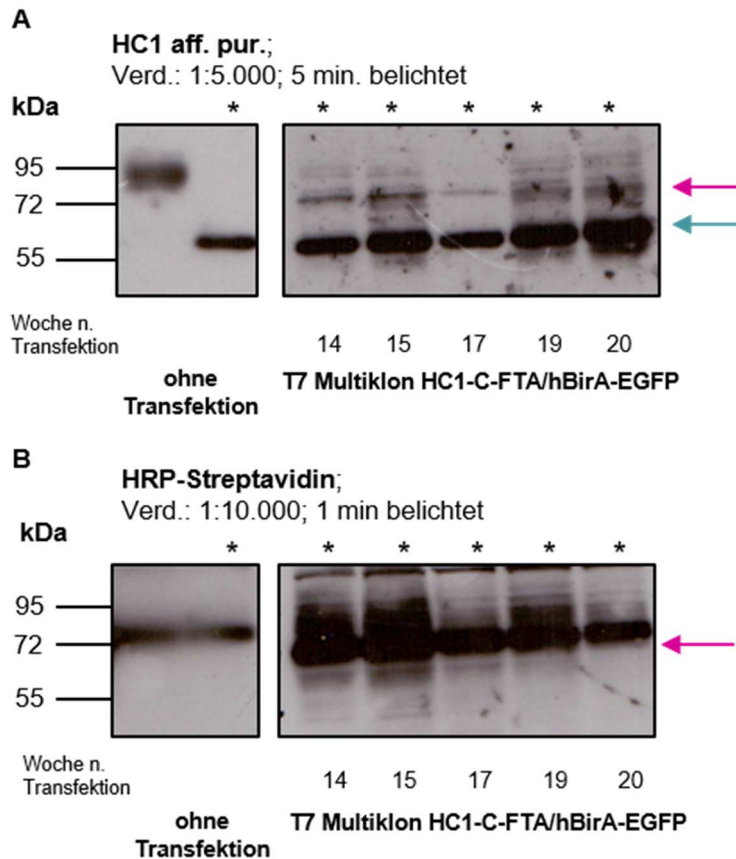 A
HC1 aff. pur.;
Verd.: 1:5.000; 5 min. belichtet
kDa
* * * * * *
95
72
55
Woche n.
Transfektion
14 15 17 19 20
ohne
Transfektion
T7 Multiklon HC1-C-FTA/hBirA-EGFP
B
HRP-Streptavidin;
Verd.: 1:10.000; 1 min belichtet
kDa
* * * * * *
95
72
55
Woche n.
Transfektion
14 15 17 19 20
ohne
Transfektion
T7 Multiklon HC1-C-FTA/hBirA-EGFP